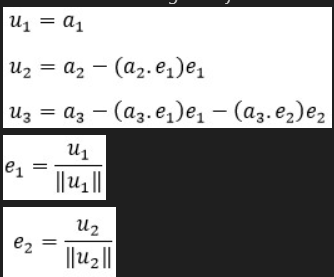 u₁ = a₁
u₂ = a₂ − (a₂. e₁)e₁
u₃ = a₃ − (a₃. e₁)e₁ − (a₃. e₂)e₂
e₁ = u₁ / ‖u₁‖
e₂ = u₂ / ‖u₂‖